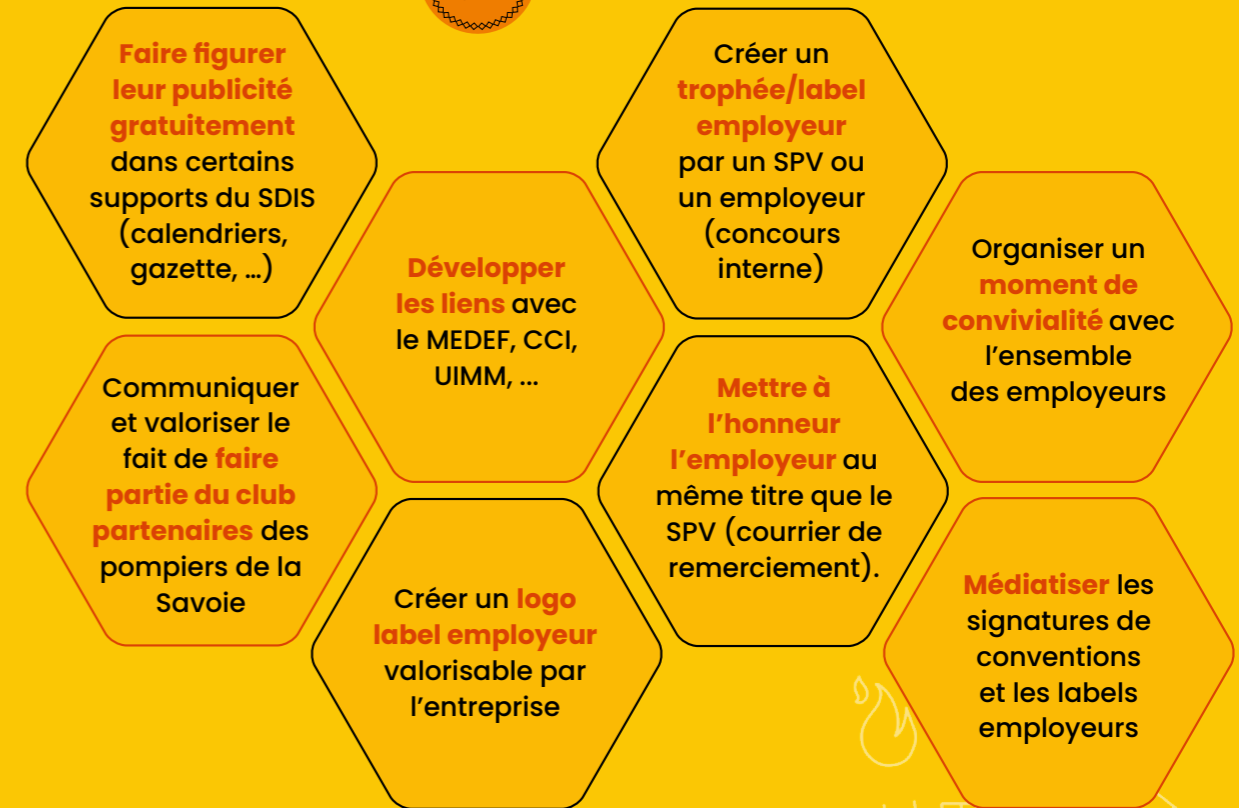 Faire figurer
leur publicité
gratuitement
dans certains
supports du SDIS
(calendriers,
gazette, …)
Communiquer
et valoriser le
fait de faire
partie du club
partenaires des
pompiers de la
Savoie
Développer
les liens avec
le MEDEF, CCI,
UIMM, ...
Créer un logo
label employeur
valorisable par
l’entreprise
Créer un
trophée/label
employeur
par un SPV ou
un employeur
(concours
interne)
Mettre à
l’honneur
l’employeur au
même titre que le
SPV (courrier de
remerciement).
Organiser un
moment de
convivialité avec
l’ensemble
des employeurs
Médiatiser les
signatures de
conventions
et les labels
employeurs